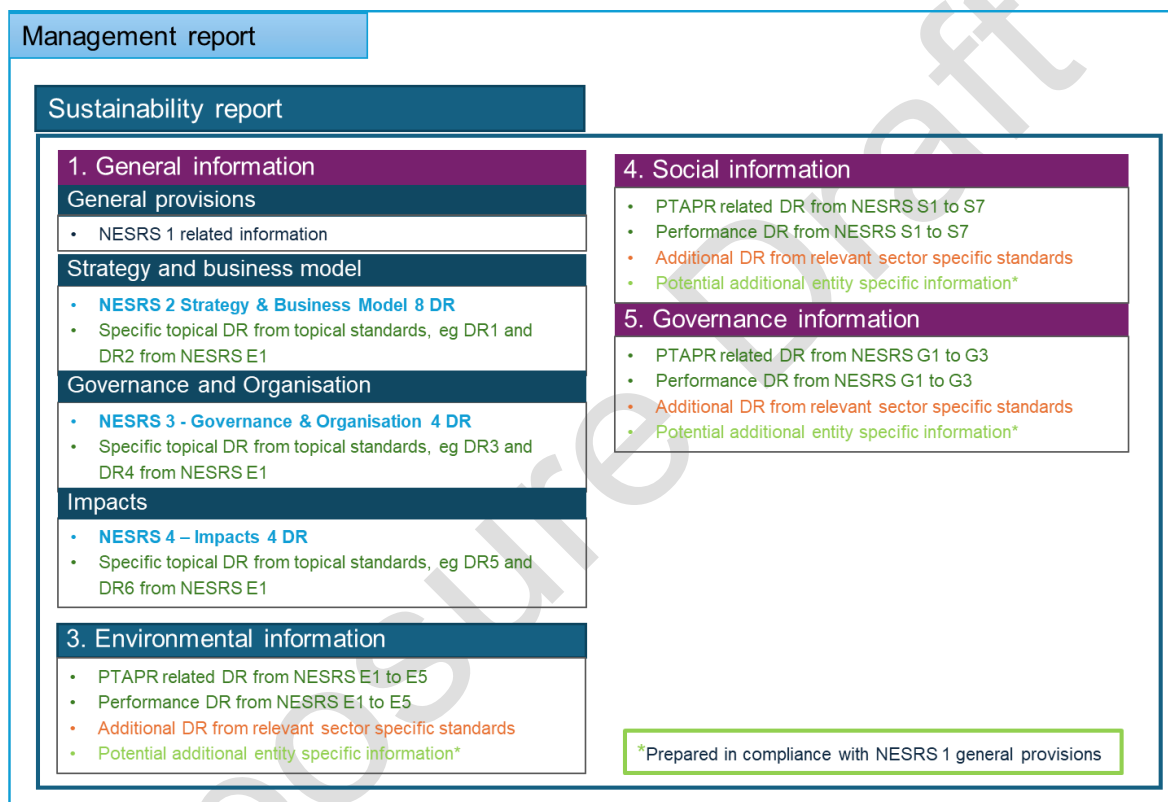 Management report
Sustainability report
1. General information
General provisions
• NESRS 1 related information
Strategy and business model
• NESRS 2 Strategy & Business Model 8 DR
• Specific topical DR from topical standards, eg DR1 and
DR2 from NESRS E1
Governance and Organisation
• NESRS 3 - Governance & Organisation 4 DR
• Specific topical DR from topical standards, eg DR3 and
DR4 from NESRS E1
Impacts
• NESRS 4 – Impacts 4 DR
• Specific topical DR from topical standards, eg DR5 and
DR6 from NESRS E1
3. Environmental information
• PTAPR related DR from NESRS E1 to E5
• Performance DR from NESRS E1 to E5
• Additional DR from relevant sector specific standards
• Potential additional entity specific information*
4. Social information
• PTAPR related DR from NESRS S1 to S7
• Performance DR from NESRS S1 to S7
• Additional DR from relevant sector specific standards
• Potential additional entity specific information*
5. Governance information
• PTAPR related DR from NESRS G1 to G3
• Performance DR from NESRS G1 to G3
• Additional DR from relevant sector specific standards
• Potential additional entity specific information*
*Prepared in compliance with NESRS 1 general provisions
posure Draft